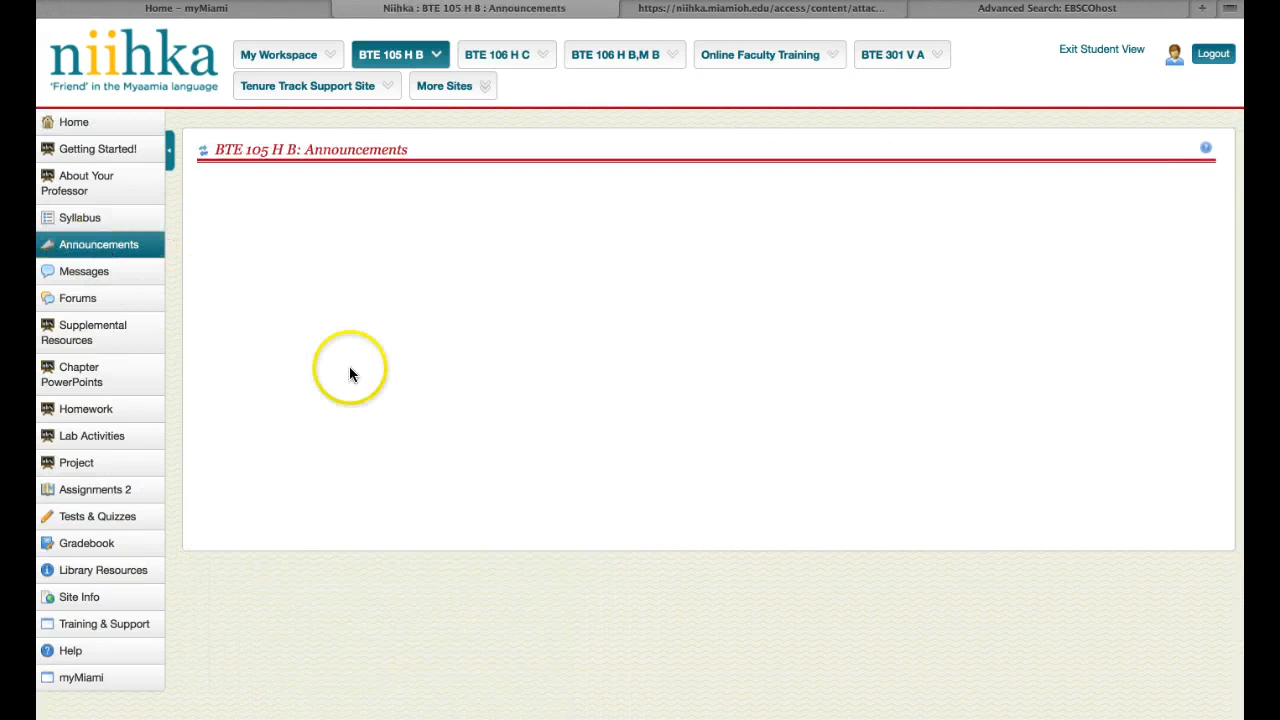 Home – myMiami
Niihka : BTE 105 H B : Announcements
https://niihka.miamioh.edu/access/content/attac...
Advanced Search: EBSCOhost
+
niihka
'Friend' in the Myaamia language
My Workspace
BTE 105 H B
BTE 106 H C
BTE 106 H B,M B
Online Faculty Training
BTE 301 V A
Exit Student View
Logout
Tenure Track Support Site
More Sites
Home
Getting Started!
About Your
Professor
Syllabus
Announcements
Messages
Forums
Supplemental
Resources
Chapter
PowerPoints
Homework
Lab Activities
Project
Assignments 2
Tests & Quizzes
Gradebook
Library Resources
Site Info
Training & Support
Help
myMiami
BTE 105 H B: Announcements